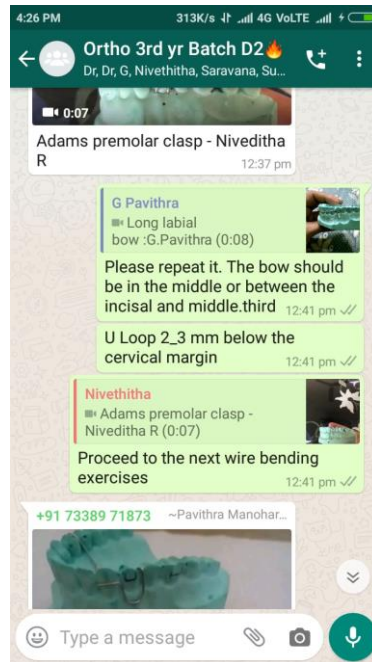 4:26 PM 313K/s 4G VoLTE
Ortho 3rd yr Batch D2🔥
Dr, Dr, G, Nivethitha, Saravana, Su...
0:07
Adams premolar clasp - Niveditha
R
12:37 pm
G Pavithra
Long labial
bow :G.Pavithra (0:08)
Please repeat it. The bow should
be in the middle or between the
incisal and middle.third 12:41 pm
U Loop 2_3 mm below the
cervical margin 12:41 pm
Nivethitha
Adams premolar clasp -
Niveditha R (0:07)
Proceed to the next wire bending
exercises 12:41 pm
+91 73389 71873 ~Pavithra Manohar...
Type a message